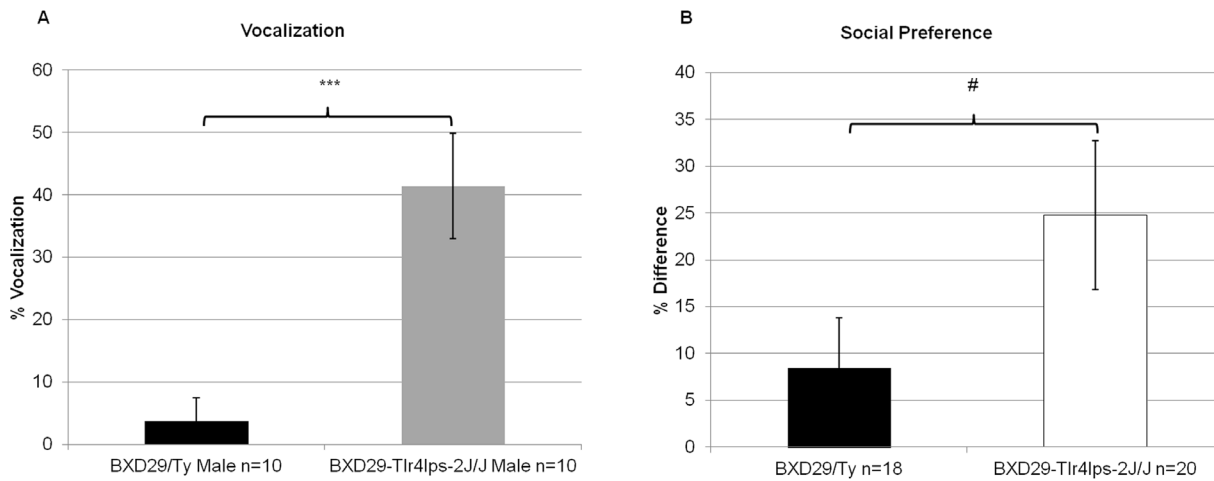 A
Vocalization
60
50
40
30
20
10
0
% Vocalization
***
BXD29/Ty Male n=10
BXD29-Tlr4lps-2J/J Male n=10
B
Social Preference
40
35
30
25
20
15
10
5
0
% Difference
#
BXD29/Ty n=18
BXD29-Tlr4lps-2J/J n=20